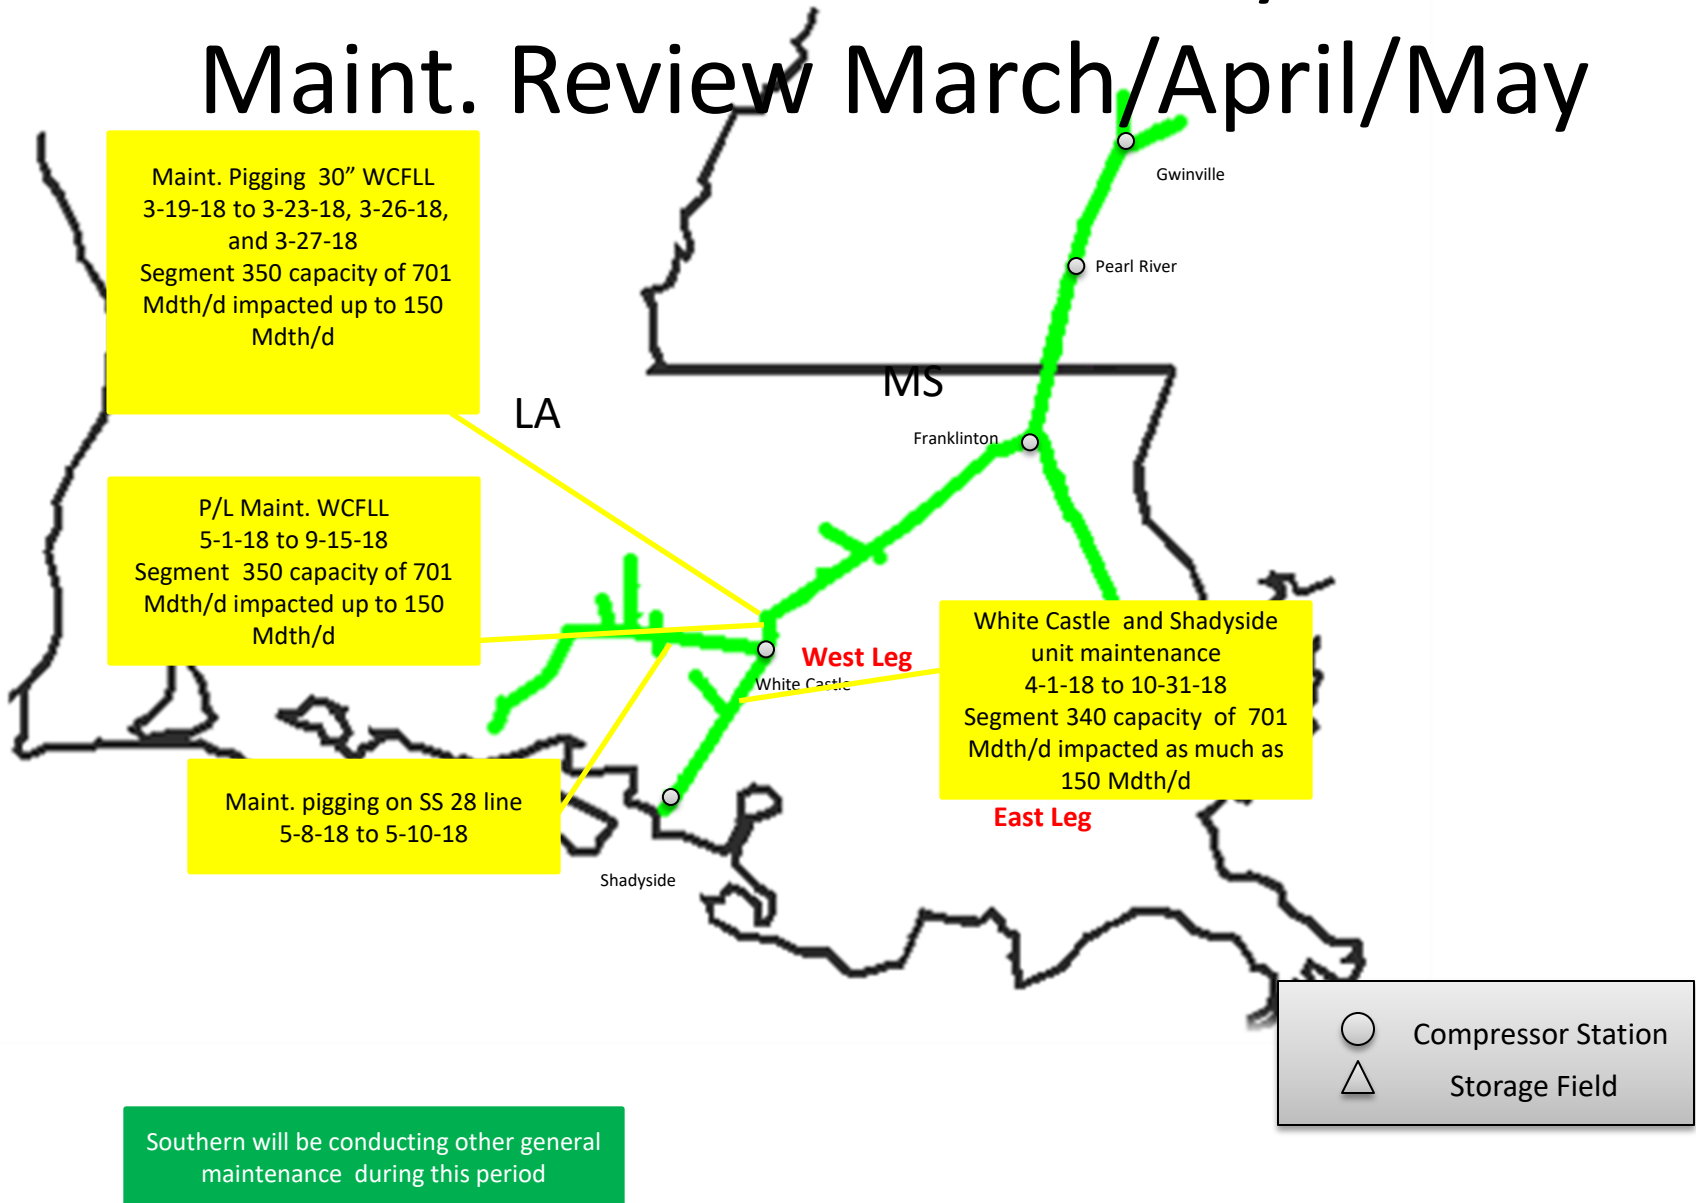 Maint. Review March/April/May
Maint. Pigging 30” WCFLL
3-19-18 to 3-23-18, 3-26-18,
and 3-27-18
Segment 350 capacity of 701
Mdth/d impacted up to 150
Mdth/d
Gwinville
Pearl River
MS
LA
Franklinton
P/L Maint. WCFLL
5-1-18 to 9-15-18
Segment 350 capacity of 701
Mdth/d impacted up to 150
Mdth/d
West Leg
White Castle
White Castle and Shadyside
unit maintenance
4-1-18 to 10-31-18
Segment 340 capacity of 701
Mdth/d impacted as much as
150 Mdth/d
East Leg
Maint. pigging on SS 28 line
5-8-18 to 5-10-18
Shadyside
Compressor Station
Storage Field
Southern will be conducting other general
maintenance during this period